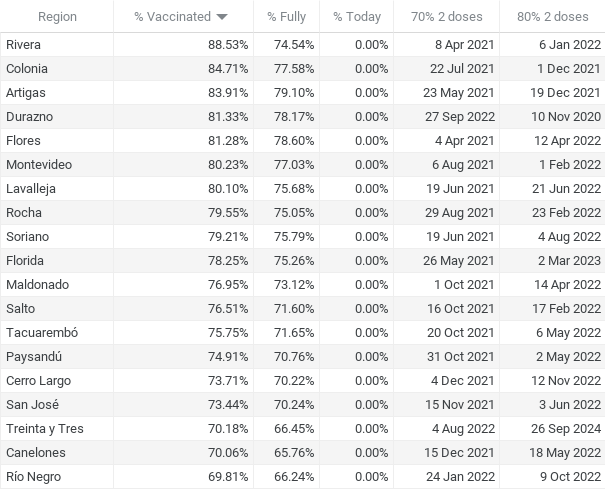 Region % Vaccinated % Fully % Today 70% 2 doses 80% 2 doses
Rivera 88.53% 74.54% 0.00% 8 Apr 2021 6 Jan 2022
Colonia 84.71% 77.58% 0.00% 22 Jul 2021 1 Dec 2021
Artigas 83.91% 79.10% 0.00% 23 May 2021 19 Dec 2021
Durazno 81.33% 78.17% 0.00% 27 Sep 2022 10 Nov 2020
Flores 81.28% 78.60% 0.00% 4 Apr 2021 12 Apr 2022
Montevideo 80.23% 77.03% 0.00% 6 Aug 2021 1 Feb 2022
Lavalleja 80.10% 75.68% 0.00% 19 Jun 2021 21 Jun 2022
Rocha 79.55% 75.05% 0.00% 29 Aug 2021 23 Feb 2022
Soriano 79.21% 75.79% 0.00% 19 Jun 2021 4 Aug 2022
Florida 78.25% 75.26% 0.00% 26 May 2021 2 Mar 2023
Maldonado 76.95% 73.12% 0.00% 1 Oct 2021 14 Apr 2022
Salto 76.51% 71.60% 0.00% 16 Oct 2021 17 Feb 2022
Tacuarembó 75.75% 71.65% 0.00% 20 Oct 2021 6 May 2022
Paysandú 74.91% 70.76% 0.00% 31 Oct 2021 2 May 2022
Cerro Largo 73.71% 70.22% 0.00% 4 Dec 2021 12 Nov 2022
San José 73.44% 70.24% 0.00% 15 Nov 2021 3 Jun 2022
Treinta y Tres 70.18% 66.45% 0.00% 4 Aug 2022 26 Sep 2024
Canelones 70.06% 65.76% 0.00% 15 Dec 2021 18 May 2022
Río Negro 69.81% 66.24% 0.00% 24 Jan 2022 9 Oct 2022